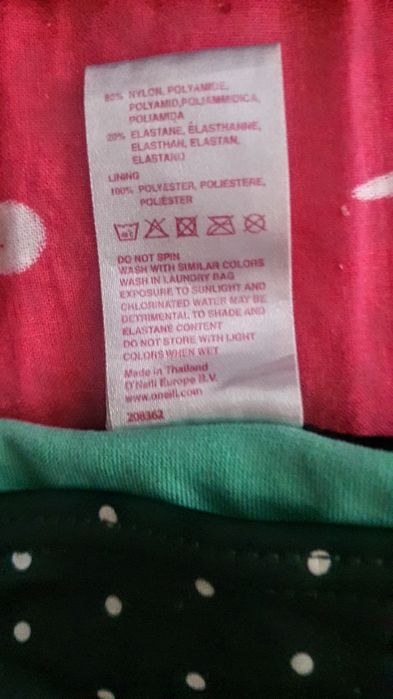 80% NYLON, POLYAMIDE,
POLYAMID,POLIAMMIDICA,
POLIAMIDA
20% ELASTANE, ÉLASTHANNE,
ELASTHAN, ELASTAN,
ELASTANO
LINING
100% POLYESTER, POLIESTERE,
POLIÉSTER
DO NOT SPIN
WASH WITH SIMILAR COLORS
WASH IN LAUNDRY BAG
EXPOSURE TO SUNLIGHT AND
CHLORINATED WATER MAY BE
DETRIMENTAL TO SHADE AND
ELASTANE CONTENT
DO NOT STORE WITH LIGHT
COLORS WHEN WET
Made in Thailand
O'Neill Europe B.V.
www.oneill.com
208362